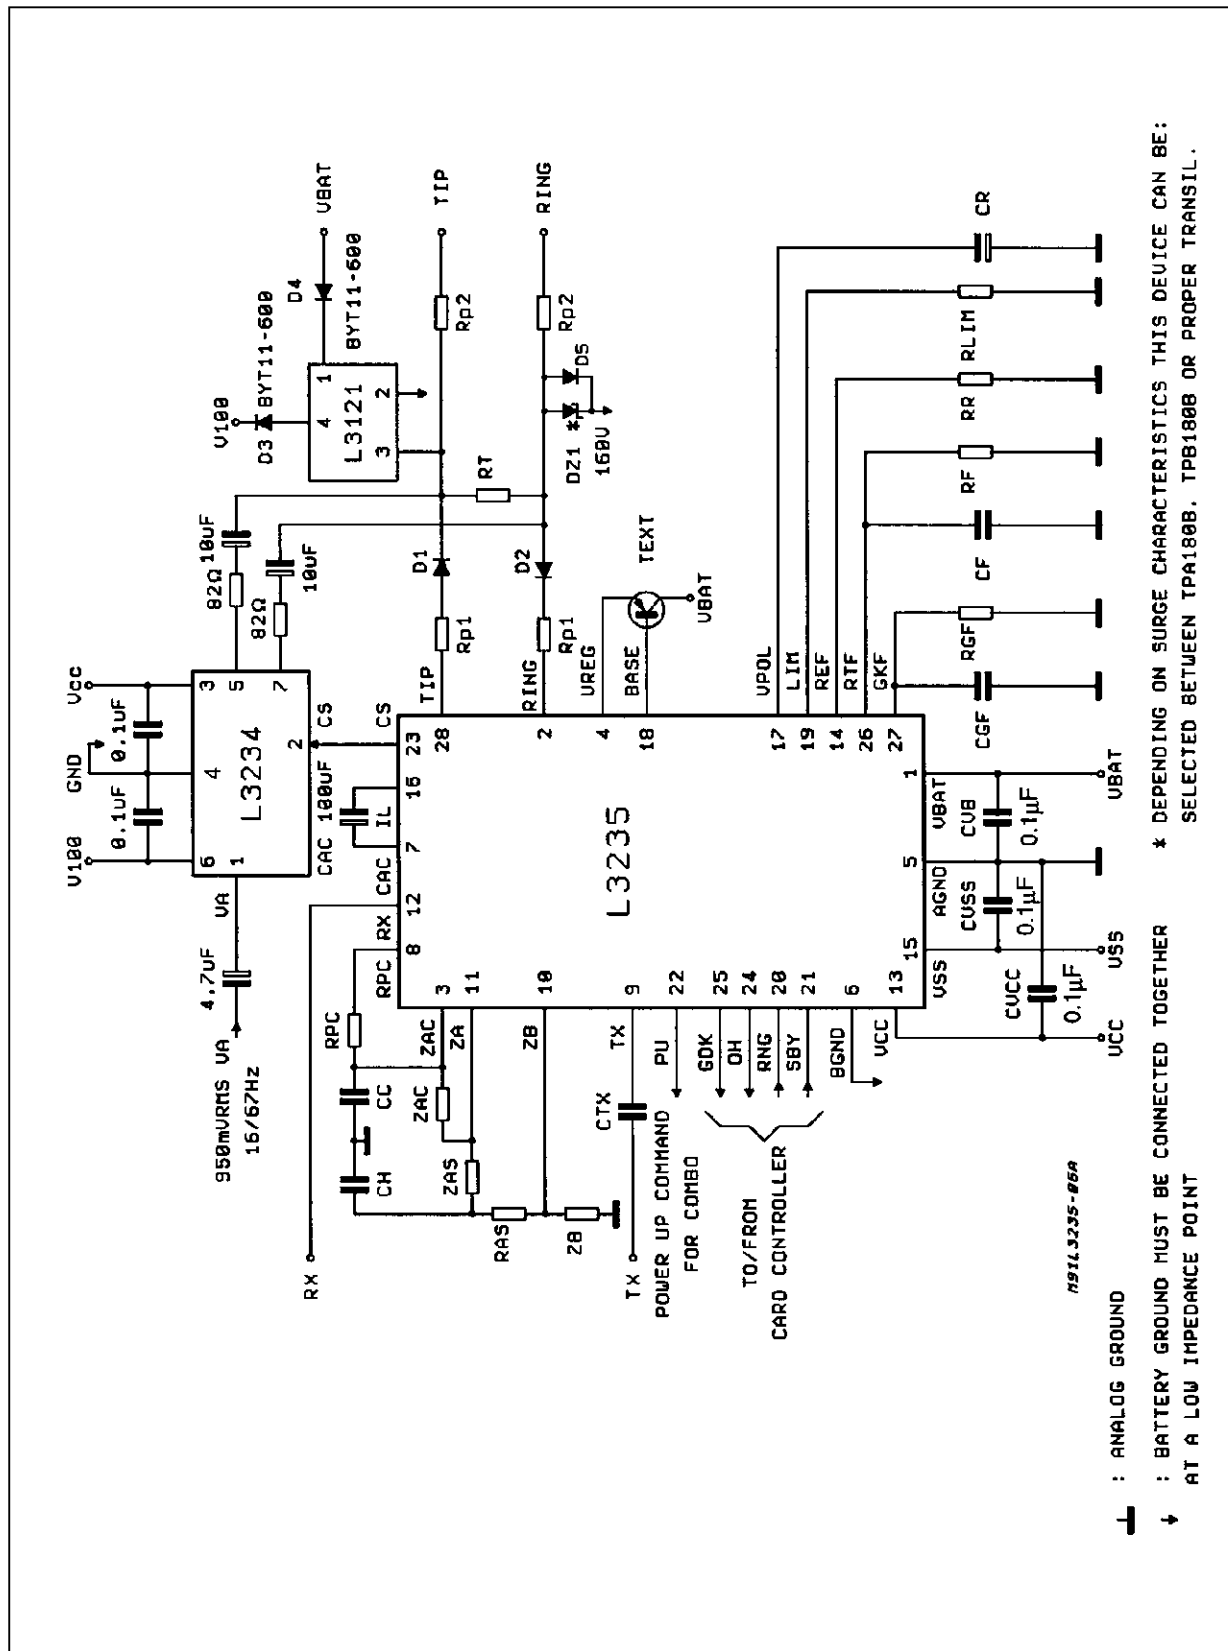 950mVRMS VA
16/67Hz
4.7uF
VA
V100
GND
Vcc
0.1uF
0.1uF
6
4
3
1
L3234
5
7
2
82Ω
10uF
82Ω
10UF
V100
D3
BYT11-600
D4
VBAT
BYT11-600
4
1
L3121
3
2
TIP
Rp2
RT
RING
Rp2
D5
DZ1
*
160V
CS
CS
CAC
100uF
IL
CAC
RX
RPC
RX
RPC
CC
CH
ZAC
ZAC
ZA
ZAS
RAS
ZB
ZB
TX
CTX
TX
8
12
7
16
23
3
11
10
9
22
25
24
20
21
6
13
15
5
1
28
2
4
18
17
19
14
26
27
L3235
TIP
Rp1
D1
RING
Rp1
D2
VREG
BASE
TEXT
VBAT
VPOL
LIM
REF
RTF
GKF
PU
POWER UP COMMAND
FOR COMBO
GDK
OH
RNG
SBY
TO/FROM
CARD CONTROLLER
BGND
VCC
VSS
AGND
VBAT
CVCC
0.1µF
CVSS
0.1µF
CVB
0.1µF
VCC
VSS
VBAT
CGF
RGF
CF
RF
RR
RLIM
CR
M91L3235-06A
: ANALOG GROUND
: BATTERY GROUND MUST BE CONNECTED TOGETHER
AT A LOW IMPEDANCE POINT
* DEPENDING ON SURGE CHARACTERISTICS THIS DEVICE CAN BE:
SELECTED BETWEEN TPA180B, TPB180B OR PROPER TRANSIL.